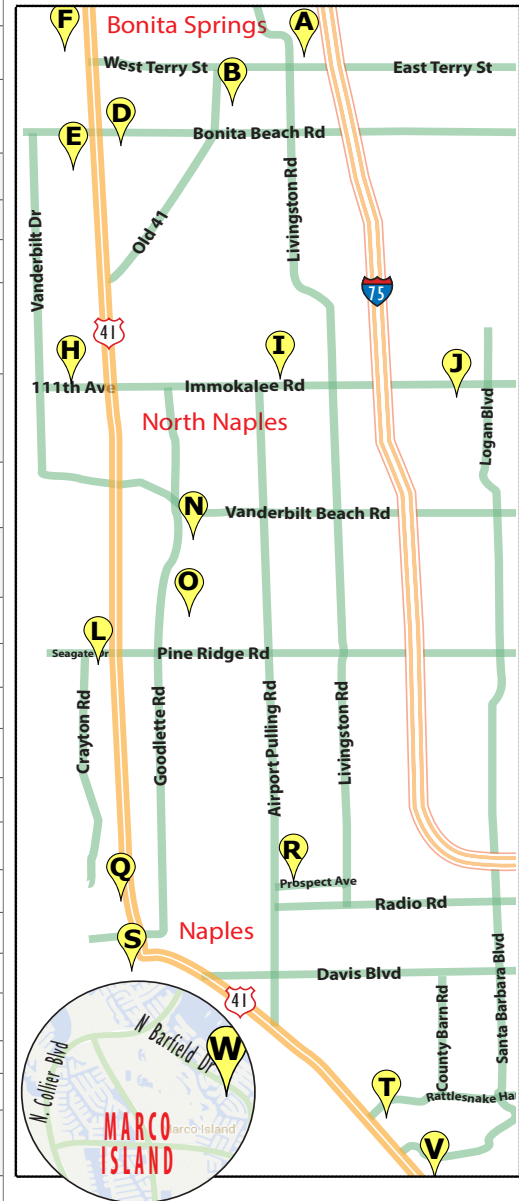 F
Bonita Springs
A
West Terry St
B
East Terry St
D
E
Bonita Beach Rd
Vanderbilt Dr
Old 41
Livingston Rd
75
41
H
I
J
111th Ave
Immokalee Rd
North Naples
Logan Blvd
N
Vanderbilt Beach Rd
O
L
Seagate Dr
Pine Ridge Rd
Crayton Rd
Goodlette Rd
Airport Pulling Rd
Livingston Rd
R
Q
Prospect Ave
Radio Rd
S
Naples
Davis Blvd
41
County Barn Rd
Santa Barbara Blvd
N Barfield Dr
W
N. Collier Blvd
T
Rattlesnake Ha
MARCO
ISLAND
Marco Island
V